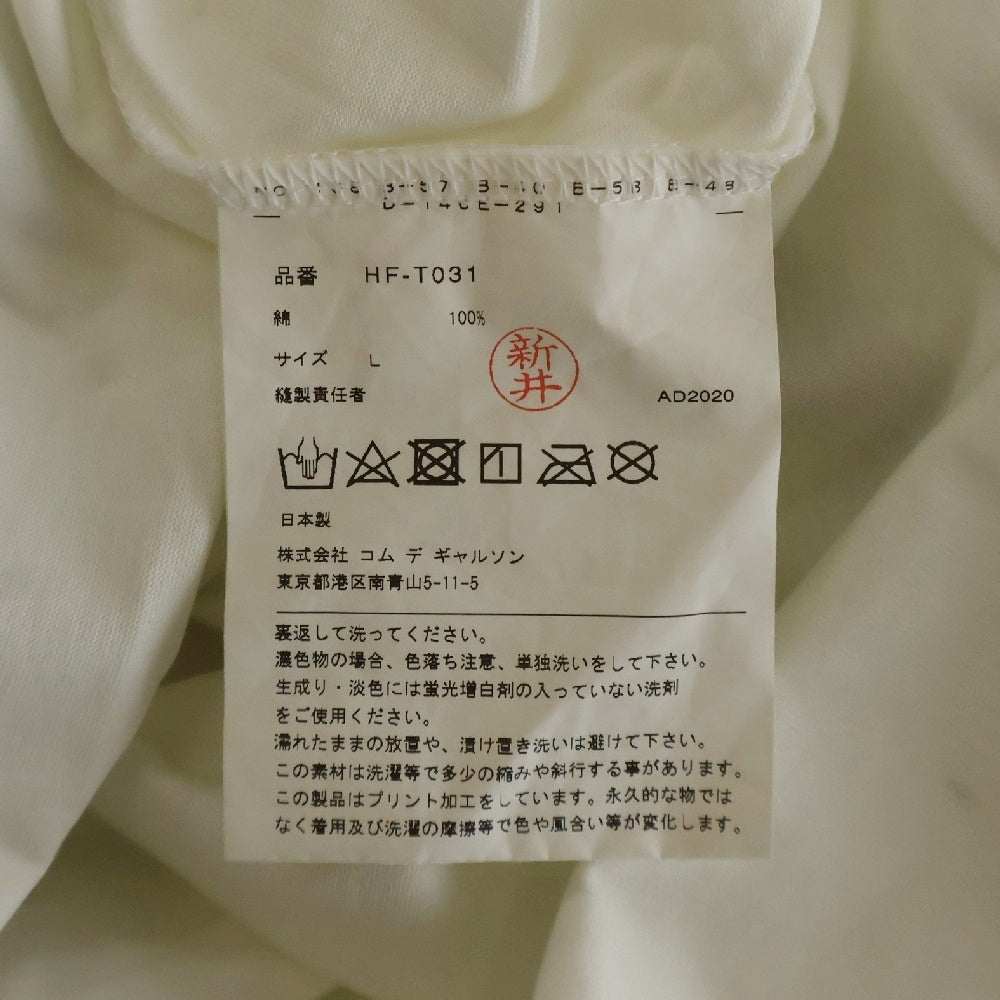 B-57 B-40 B-58 B-48
品番 HF-T031
綿 100%
サイズ L
新井
縫製責任者 AD2020
1
日本製
株式会社 コム デ ギャルソン
東京都港区南青山5-11-5
裏返して洗ってください。
濃色物の場合、色落ち注意、単独洗いをして下さい。
生成り・淡色には蛍光増白剤の入っていない洗剤
をご使用ください。
濡れたままの放置や、漬け置き洗いは避けて下さい。
この素材は洗濯等で多少の縮みや斜行する事があります。
この製品はプリント加工をしています。永久的な物では
なく着用及び洗濯の摩擦等で色や風合い等が変化します。